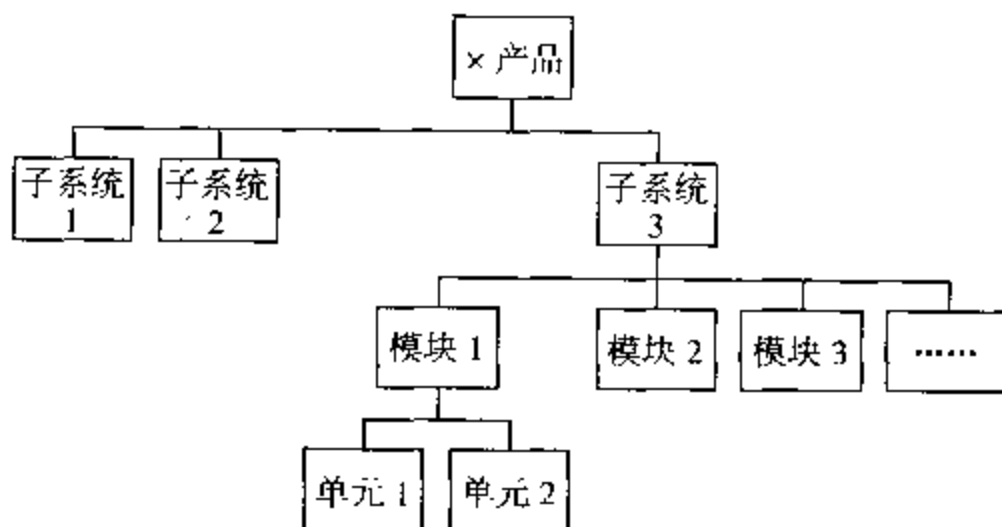 × 产品
子系统
1
子系统
2
子系统
3
模块 1
模块 2
模块 3
……
单元 1
单元 2